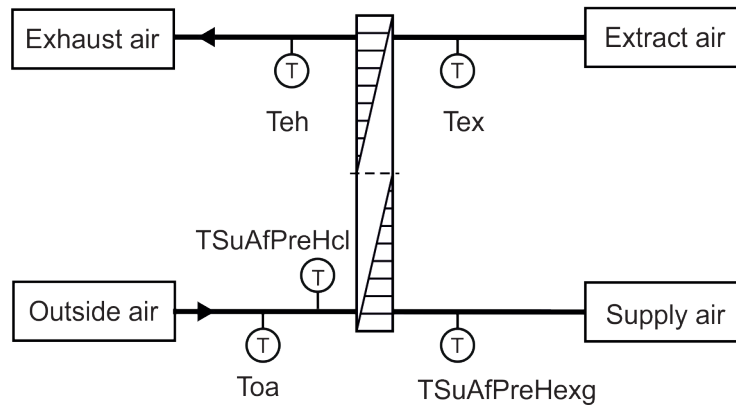 Exhaust air
T
T
Extract air
Teh
Tex
TSuAfPreHcl
T
Outside air
Supply air
T
T
Toa
TSuAfPreHexg